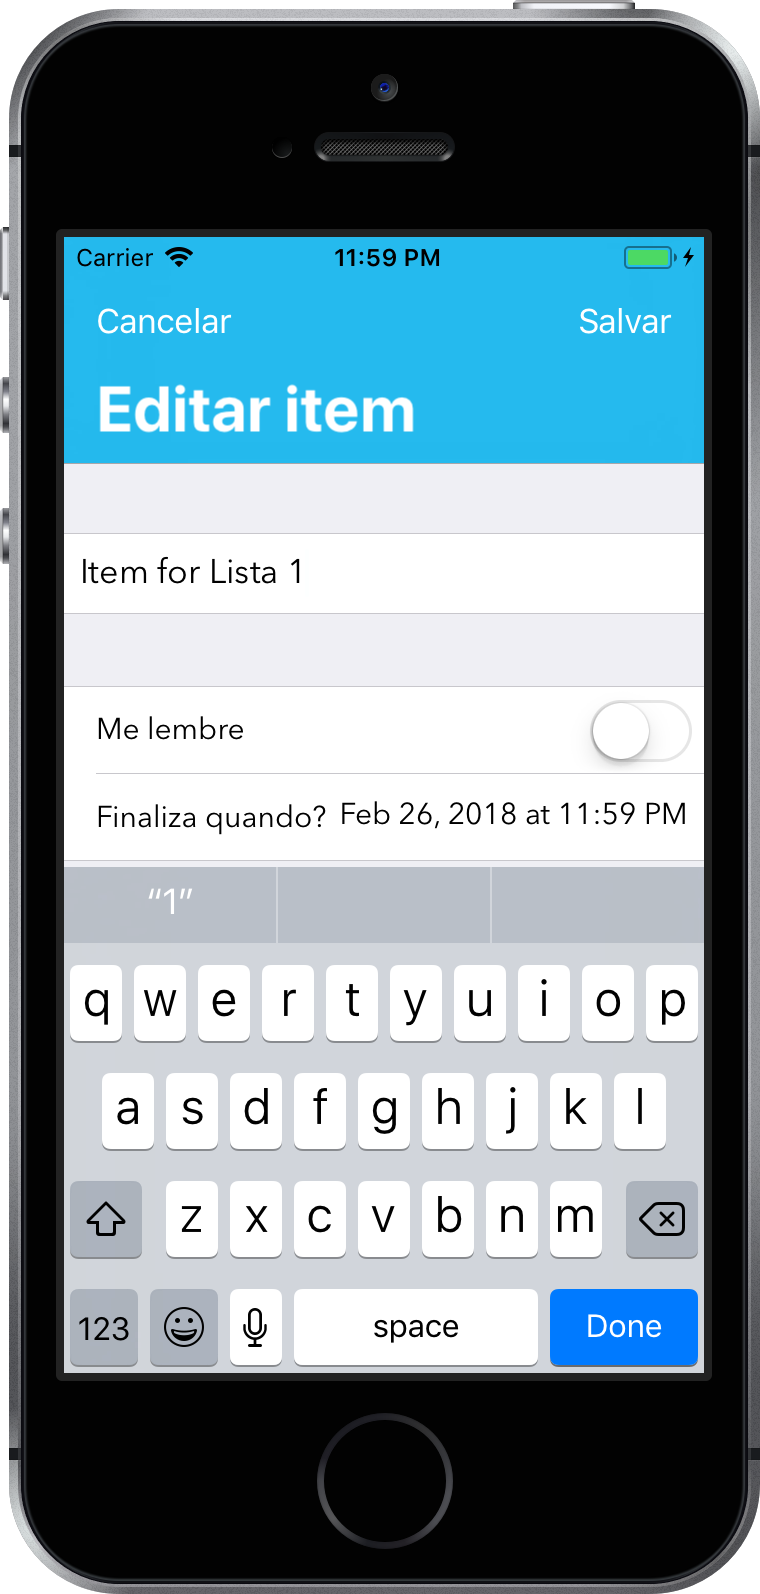 Carrier 11:59 PM
Cancelar Salvar
Editar item
Item for Lista 1
Me lembre
Finaliza quando? Feb 26, 2018 at 11:59 PM
“1”
q w e r t y u i o p
a s d f g h j k l
z x c v b n m
123 space Done